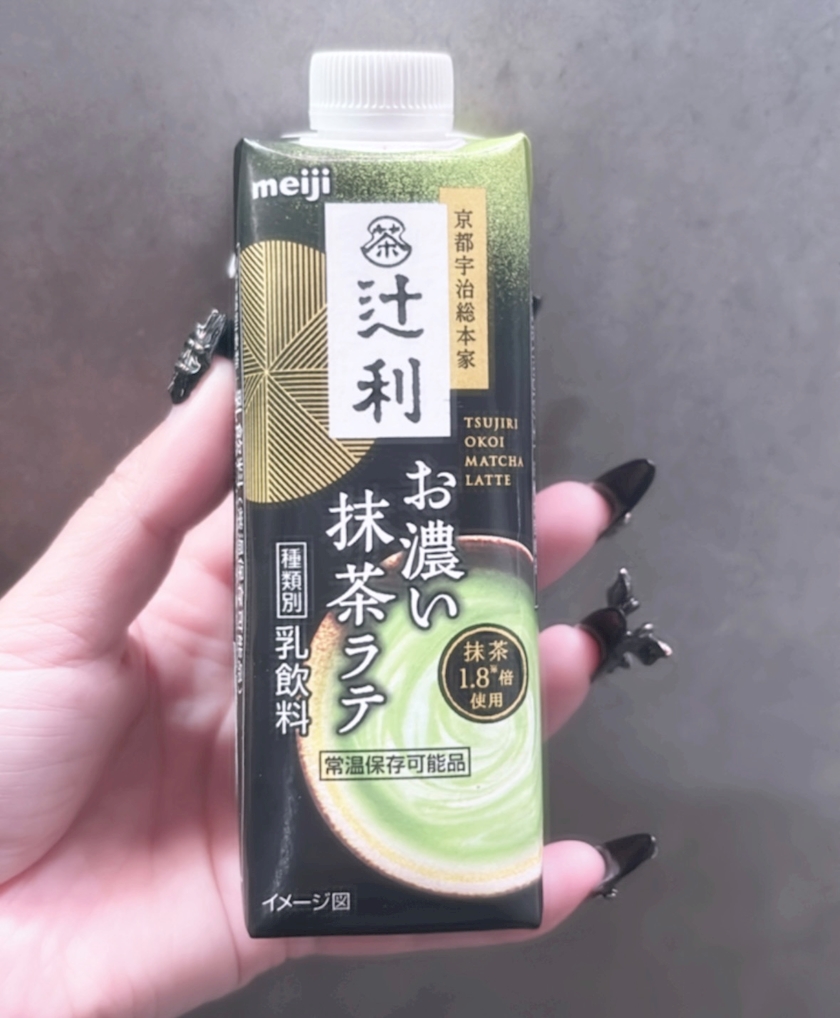 meiji
茶
辻利
京都宇治総本家
TSUJIRI
OKOI
MATCHA
LATTE
お濃い
抹茶ラテ
種類別
乳飲料
抹茶
1.8※倍
使用
常温保存可能品
イメージ図